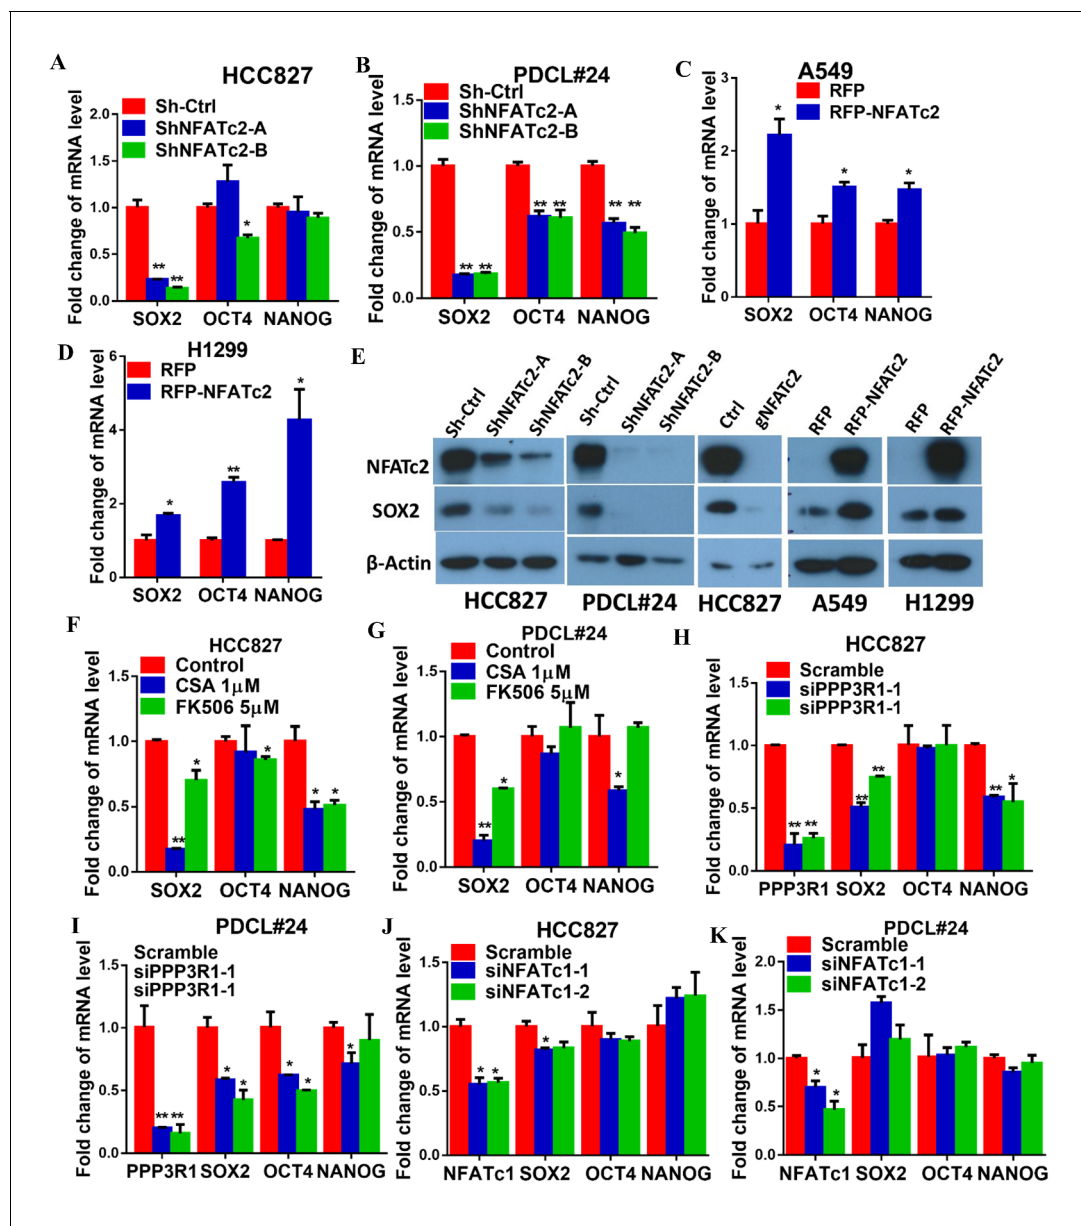 A
HCC827
Sh-Ctrl
ShNFATc2-A
ShNFATc2-B
Fold change of mRNA level
2.0
1.5
1.0
0.5
0.0
** ** * 
SOX2 OCT4 NANOG
B
PDCL#24
Sh-Ctrl
ShNFATc2-A
ShNFATc2-B
Fold change of mRNA level
1.5
1.0
0.5
0.0
** ** ** ** ** **
SOX2 OCT4 NANOG
C
A549
RFP
RFP-NFATc2
Fold change of mRNA level
3
2
1
0
* * *
SOX2 OCT4 NANOG
D
H1299
RFP
RFP-NFATc2
Fold change of mRNA level
6
4
2
0
* ** *
SOX2 OCT4 NANOG
E
Sh-Ctrl ShNFATc2-A ShNFATc2-B Sh-Ctrl ShNFATc2-A ShNFATc2-B Ctrl gNFATc2 RFP RFP-NFATc2 RFP RFP-NFATc2
NFATc2
SOX2
β-Actin
HCC827 PDCL#24 HCC827 A549 H1299
F
HCC827
Control
CSA 1μM
FK506 5μM
Fold change of mRNA level
1.5
1.0
0.5
0.0
** * * * *
SOX2 OCT4 NANOG
G
PDCL#24
Control
CSA 1μM
FK506 5μM
Fold change of mRNA level
1.5
1.0
0.5
0.0
** * *
SOX2 OCT4 NANOG
H
HCC827
Scramble
siPPP3R1-1
siPPP3R1-1
Fold change of mRNA level
1.5
1.0
0.5
0.0
** ** ** ** ** *
PPP3R1 SOX2 OCT4 NANOG
I
PDCL#24
Scramble
siPPP3R1-1
siPPP3R1-1
Fold change of mRNA level
1.5
1.0
0.5
0.0
** ** * * * * *
PPP3R1 SOX2 OCT4 NANOG
J
HCC827
Scramble
siNFATc1-1
siNFATc1-2
Fold change of mRNA level
1.5
1.0
0.5
0.0
* * *
NFATc1 SOX2 OCT4 NANOG
K
PDCL#24
Scramble
siNFATc1-1
siNFATc1-2
Fold change of mRNA level
2.0
1.5
1.0
0.5
0.0
* *
NFATc1 SOX2 OCT4 NANOG